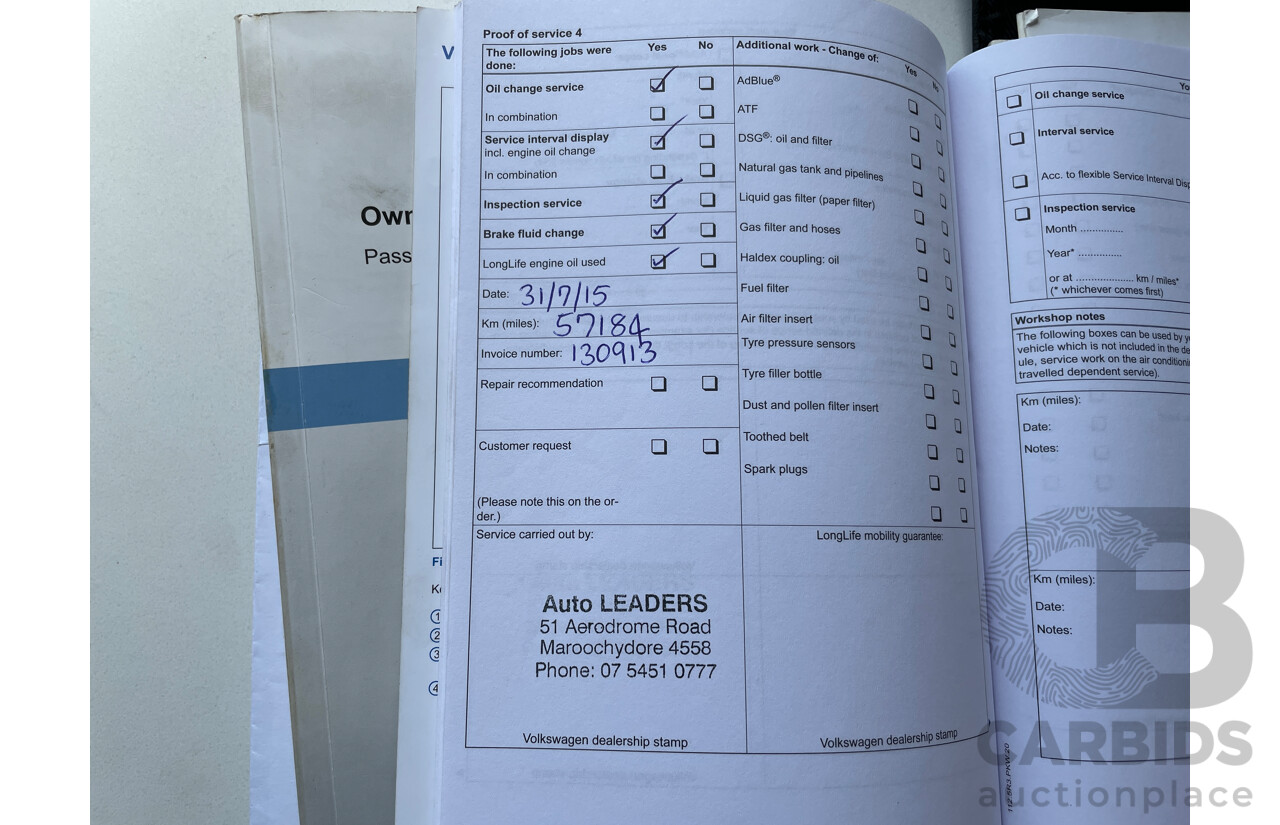 Own
Pass
V
Fi
K
1
2
3
4
Proof of service 4
The following jobs were done: Yes No
Oil change service
In combination
Service interval display
incl. engine oil change
In combination
Inspection service
Brake fluid change
LongLife engine oil used
Date: 31/7/15
Km (miles): 57184
Invoice number: 130913
Repair recommendation
Customer request
(Please note this on the or-
der.)
Additional work - Change of: Yes No
AdBlue®
ATF
DSG®: oil and filter
Natural gas tank and pipelines
Liquid gas filter (paper filter)
Gas filter and hoses
Haldex coupling: oil
Fuel filter
Air filter insert
Tyre pressure sensors
Tyre filler bottle
Dust and pollen filter insert
Toothed belt
Spark plugs
Service carried out by:
Auto LEADERS
51 Aerodrome Road
Maroochydore 4558
Phone: 07 5451 0777
Volkswagen dealership stamp
LongLife mobility guarantee:
Volkswagen dealership stamp
Yo
Oil change service
Interval service
Acc. to flexible Service Interval Disp
Inspection service
Month ...............
Year* ...............
or at .................... km / miles*
(* whichever comes first)
Workshop notes
The following boxes can be used by y
vehicle which is not included in the de
ule, service work on the air conditioni
travelled dependent service).
Km (miles):
Date:
Notes:
Km (miles):
Date:
Notes:
CB
CARBIDS
auctionplace